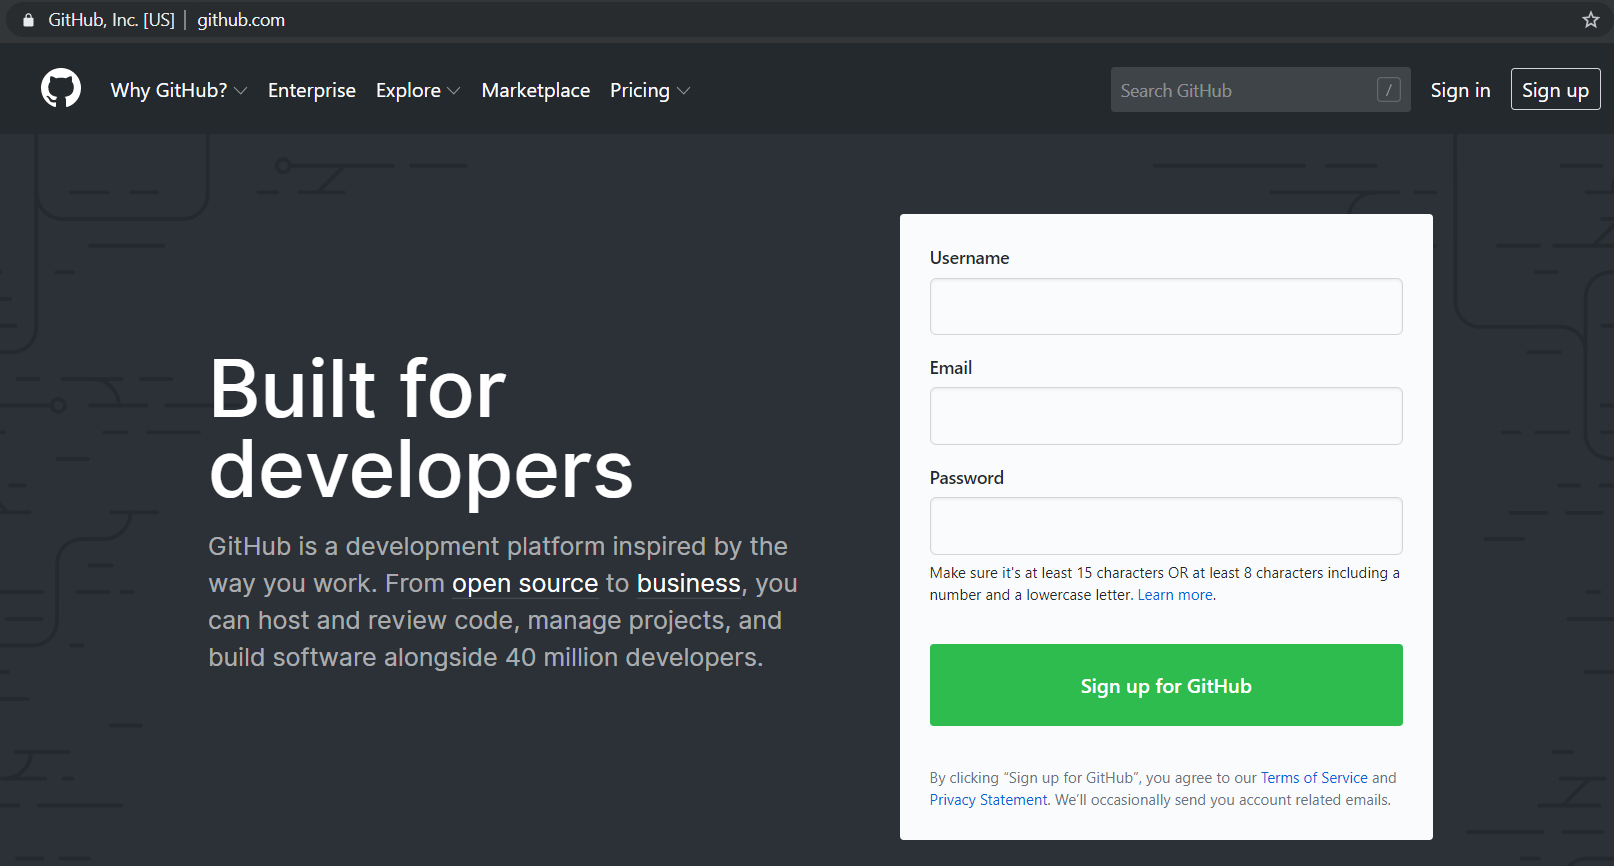 GitHub, Inc. [US] | github.com
Why GitHub? Enterprise Explore Marketplace Pricing Search GitHub / Sign in Sign up
Built for
developers
GitHub is a development platform inspired by the
way you work. From open source to business, you
can host and review code, manage projects, and
build software alongside 40 million developers.
Username
Email
Password
Make sure it's at least 15 characters OR at least 8 characters including a
number and a lowercase letter. Learn more.
Sign up for GitHub
By clicking “Sign up for GitHub”, you agree to our Terms of Service and
Privacy Statement. We’ll occasionally send you account related emails.